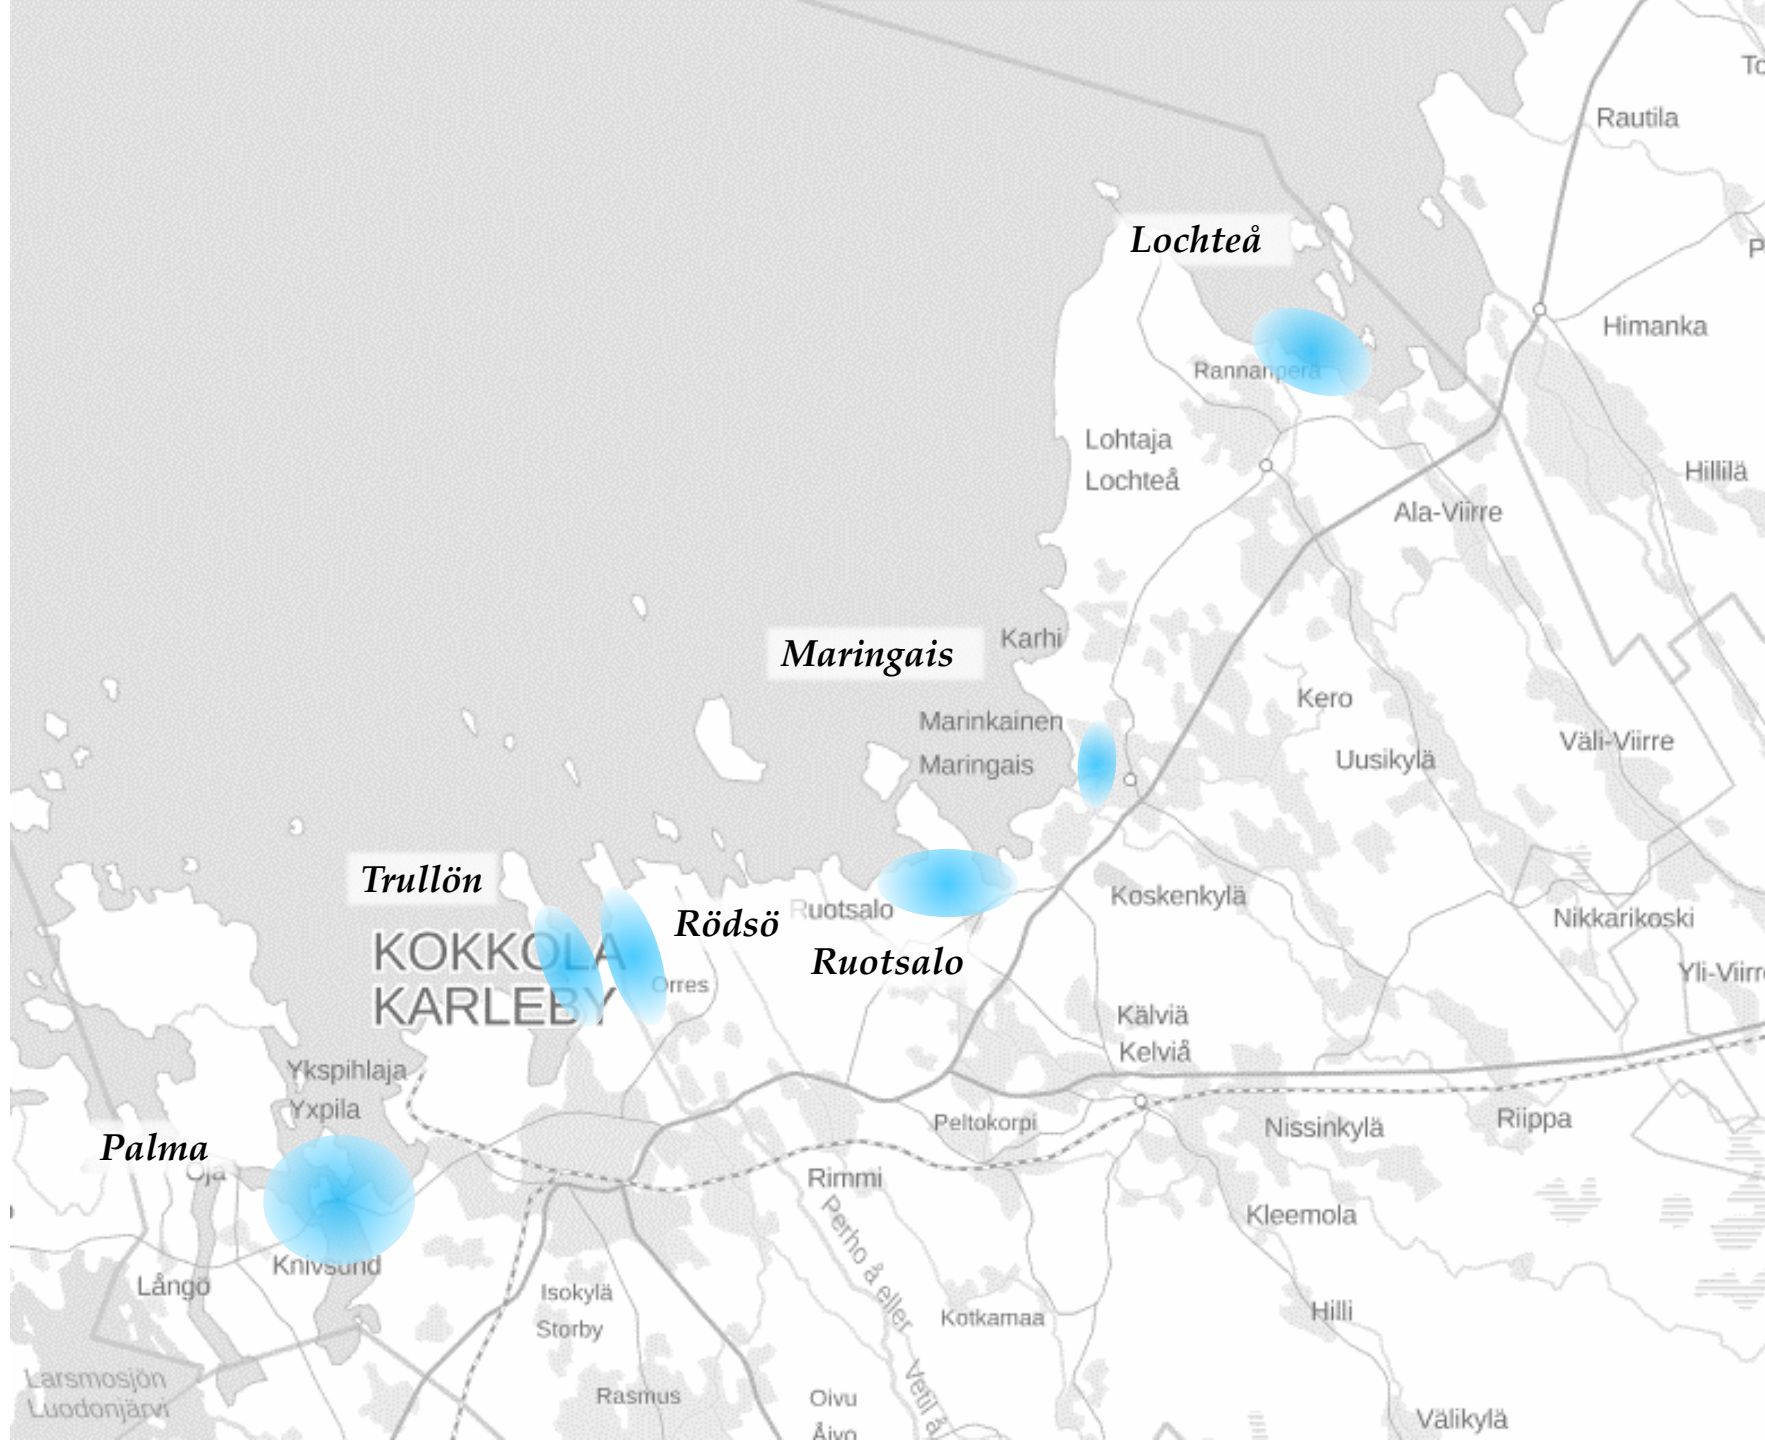 Rautila
Lochteå
Himanka
Rannanperä
Lohtaja
Lochteå
Hillilä
Ala-Viirre
Karhi
Maringais
Kero
Marinkainen
Maringais
Väli-Viirre
Uusikylä
Trullön
Koskenkylä
Ruotsalo
Nikkarikoski
Rödsö
KOKKOLA
KARLEBY
Ruotsalo
Yli-Viirre
Orres
Kälviä
Kelviå
Ykspihlaja
Yxpila
Peltokorpi
Riippa
Nissinkylä
Palma
Öja
Rimmi
Kleemola
Perho å eller
Vetil å
Knivsund
Långö
Isokylä
Storby
Kotkamaa
Hilli
Larsmosjön
Luodonjärvi
Rasmus
Oivu
Åivo
Välikylä